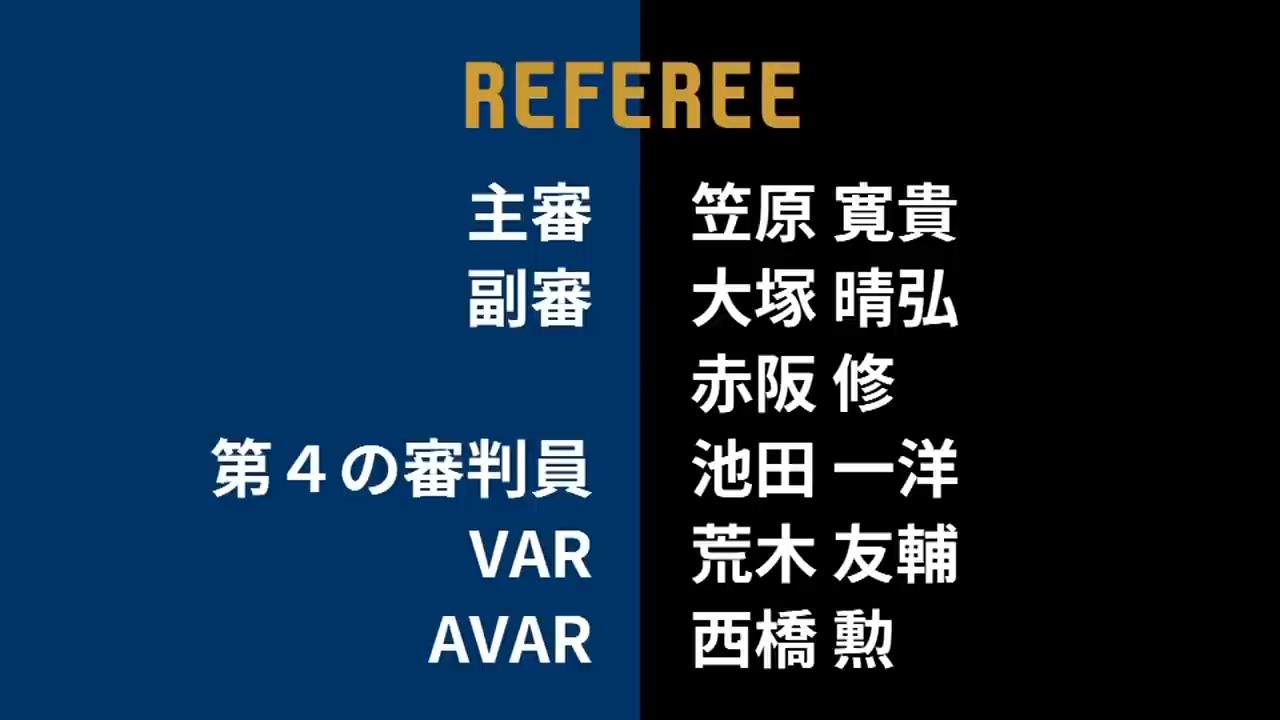 REFEREE
主審 笠原 寛貴
副審 大塚 晴弘
赤阪 修
第４の審判員 池田 一洋
VAR 荒木 友輔
AVAR 西橋 勲